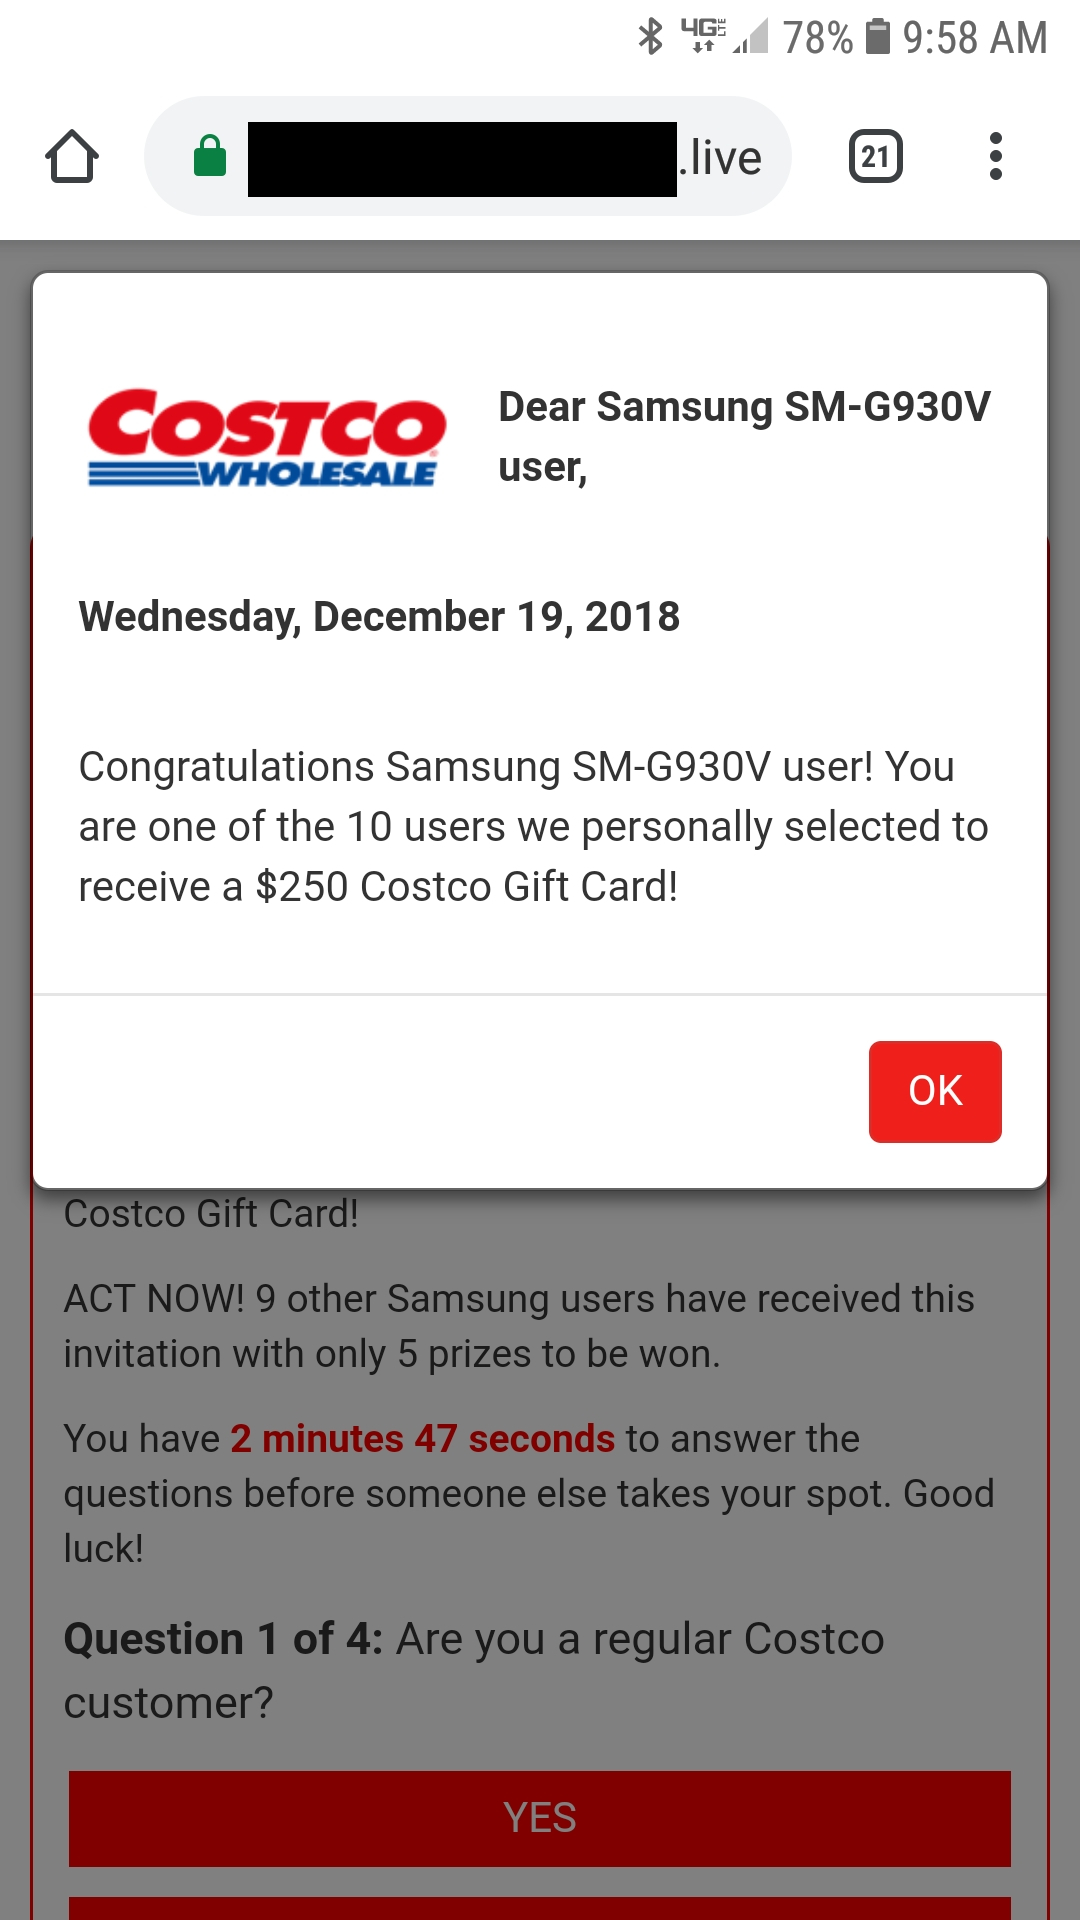 4G LTE 78% 9:58 AM
.live 21
COSTCO
WHOLESALE
Dear Samsung SM-G930V
user,
Wednesday, December 19, 2018
Congratulations Samsung SM-G930V user! You
are one of the 10 users we personally selected to
receive a $250 Costco Gift Card!
OK
Costco Gift Card!
ACT NOW! 9 other Samsung users have received this
invitation with only 5 prizes to be won.
You have 2 minutes 47 seconds to answer the
questions before someone else takes your spot. Good
luck!
Question 1 of 4: Are you a regular Costco
customer?
YES